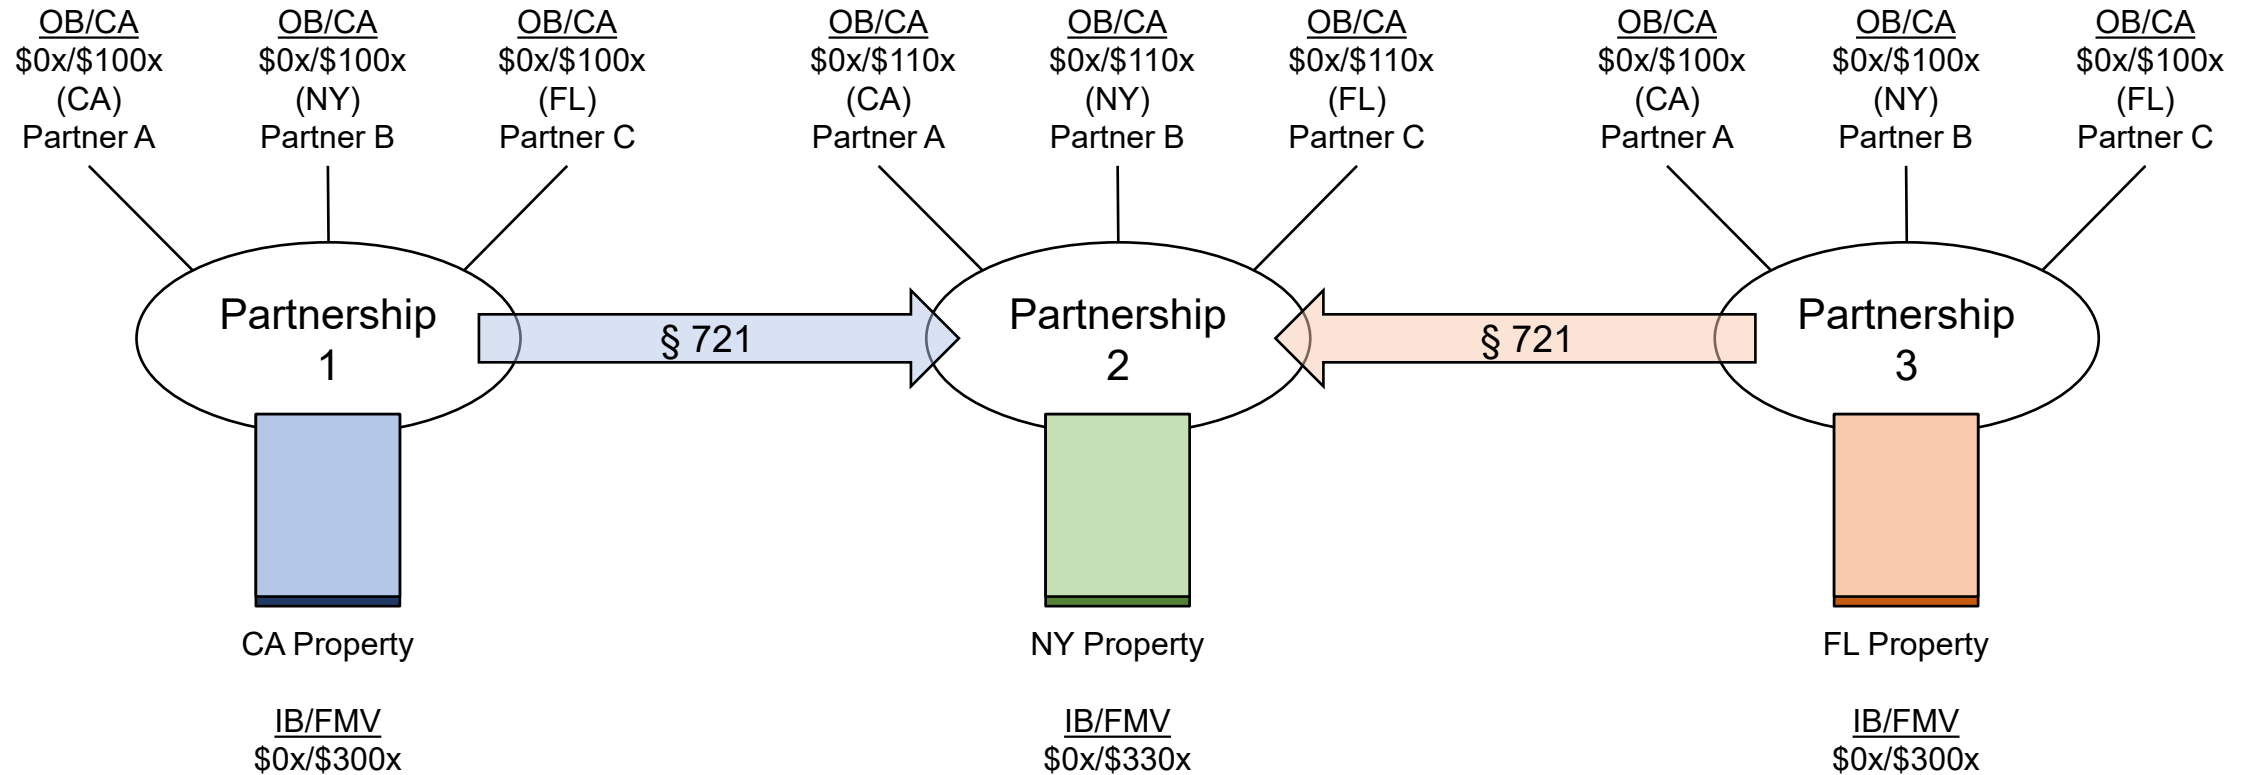 OB/CA
$0x/$100x
(CA)
Partner A
OB/CA
$0x/$100x
(NY)
Partner B
OB/CA
$0x/$100x
(FL)
Partner C
OB/CA
$0x/$110x
(CA)
Partner A
OB/CA
$0x/$110x
(NY)
Partner B
OB/CA
$0x/$110x
(FL)
Partner C
OB/CA
$0x/$100x
(CA)
Partner A
OB/CA
$0x/$100x
(NY)
Partner B
OB/CA
$0x/$100x
(FL)
Partner C
Partnership
1
§ 721
Partnership
2
§ 721
Partnership
3
CA Property
IB/FMV
$0x/$300x
NY Property
IB/FMV
$0x/$330x
FL Property
IB/FMV
$0x/$300x